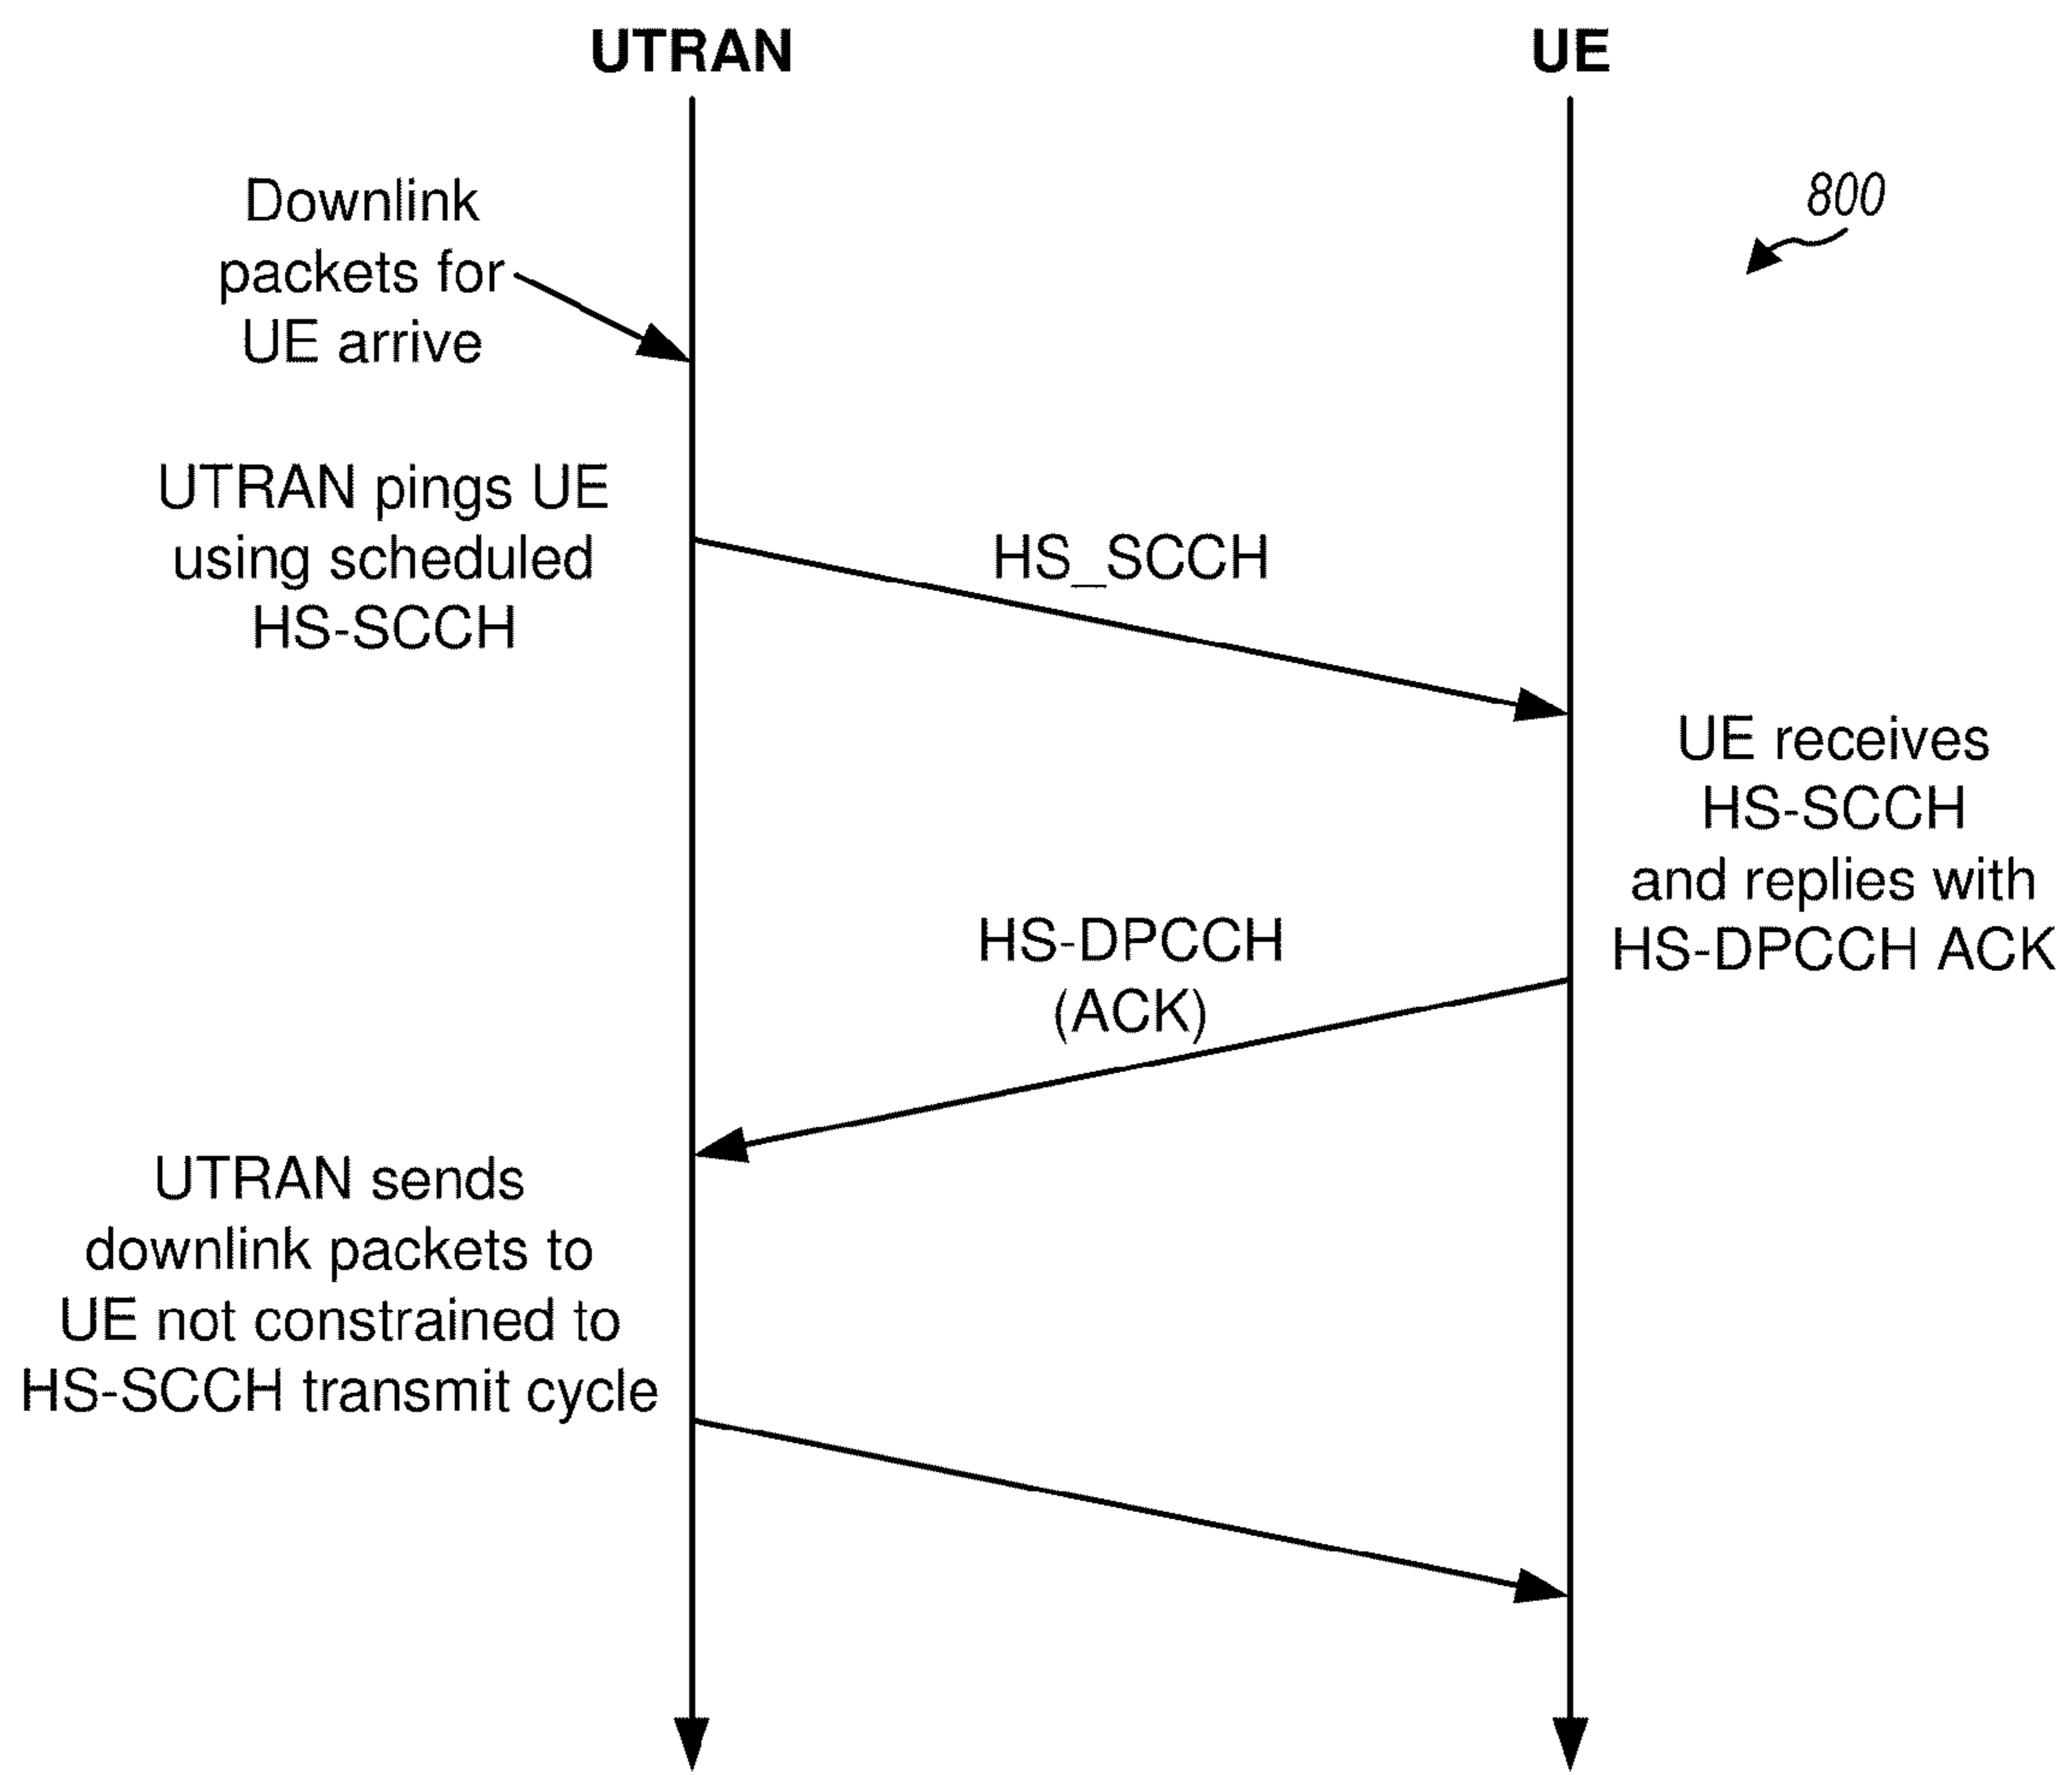 UTRAN
UE
800
Downlink
packets for
UE arrive
UTRAN pings UE
using scheduled
HS-SCCH
HS_SCCH
UE receives
HS-SCCH
and replies with
HS-DPCCH ACK
HS-DPCCH
(ACK)
UTRAN sends
downlink packets to
UE not constrained to
HS-SCCH transmit cycle